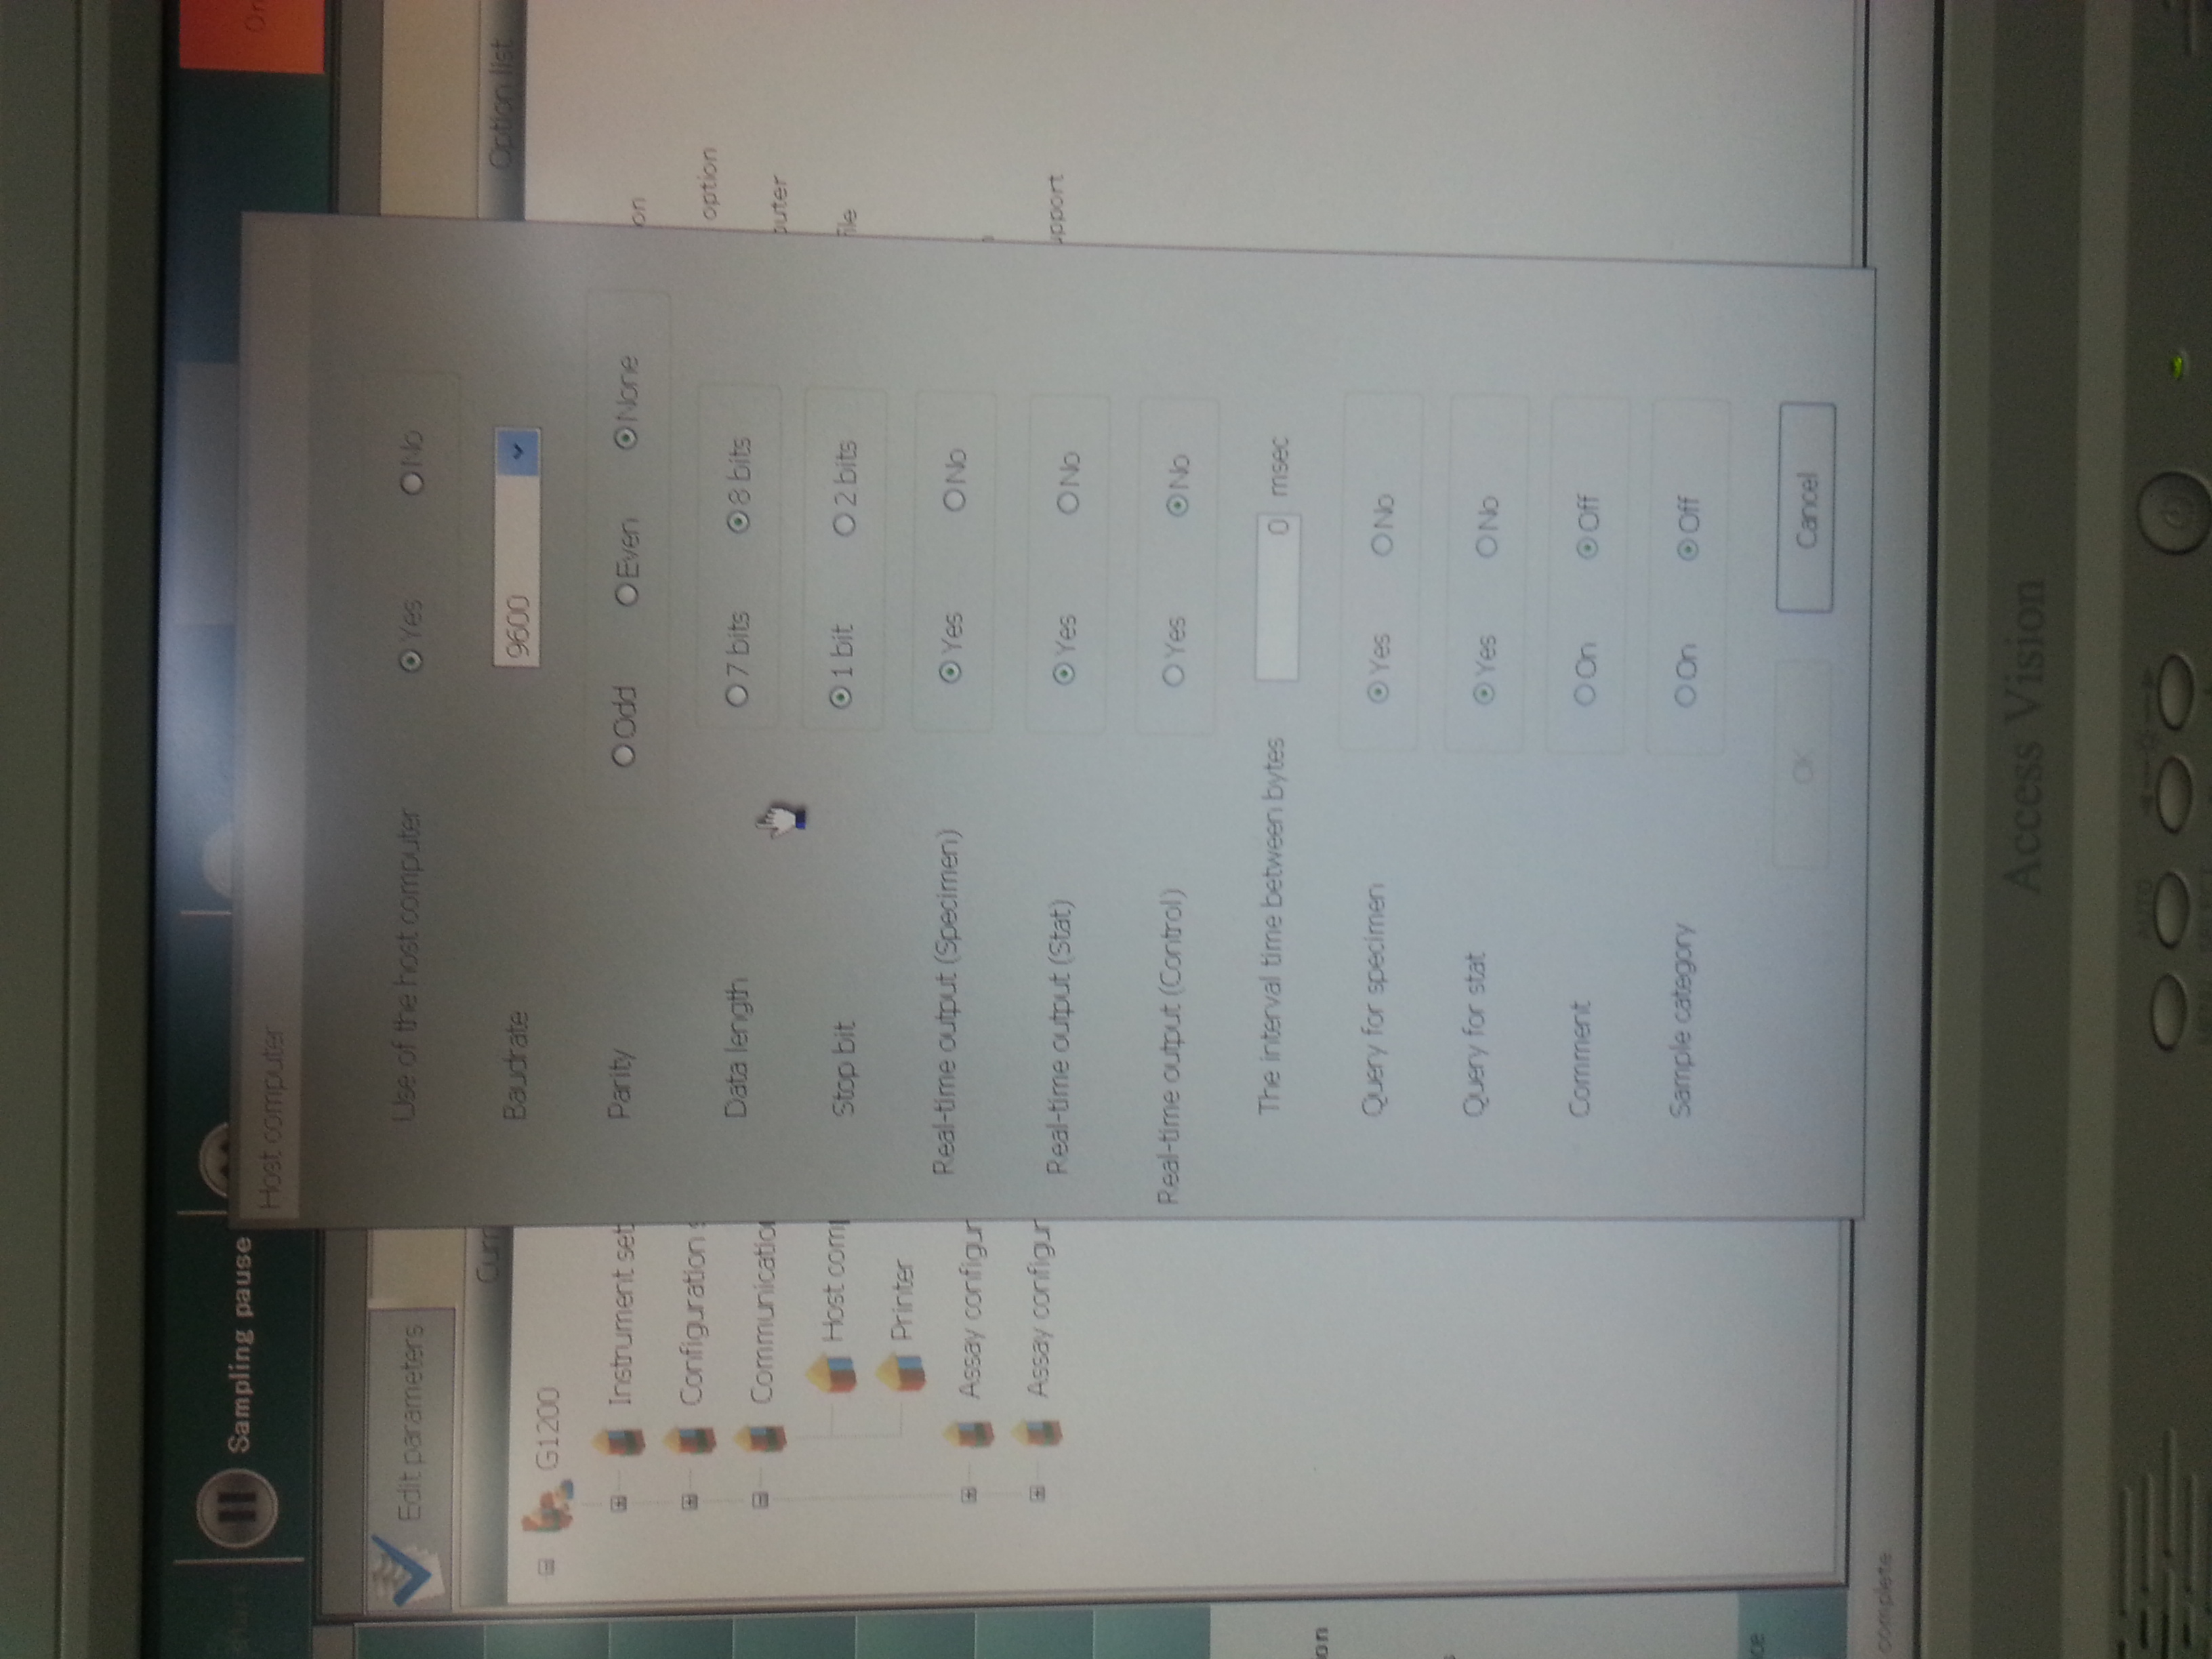 Sampling pause
Host computer
Edit parameters
Use of the host computer Yes No
Curr
Option list
Baudrate 9600
G1200
Instrument set
Parity Odd Even None
on
Configuration s
option
Data length 7 bits 8 bits
Communicatio
puter
Host comp
Stop bit 1 bit 2 bits
file
Printer
Real-time output (Specimen) Yes No
Assay configur
Assay configur
Real-time output (Stat) Yes No
upport
Real-time output (Control) Yes No
The interval time between bytes 0 msec
on
Query for specimen Yes No
Query for stat Yes No
Comment On Off
Sample category On Off
OK Cancel
complete
Access Vision
AUTO
MENU SELECT